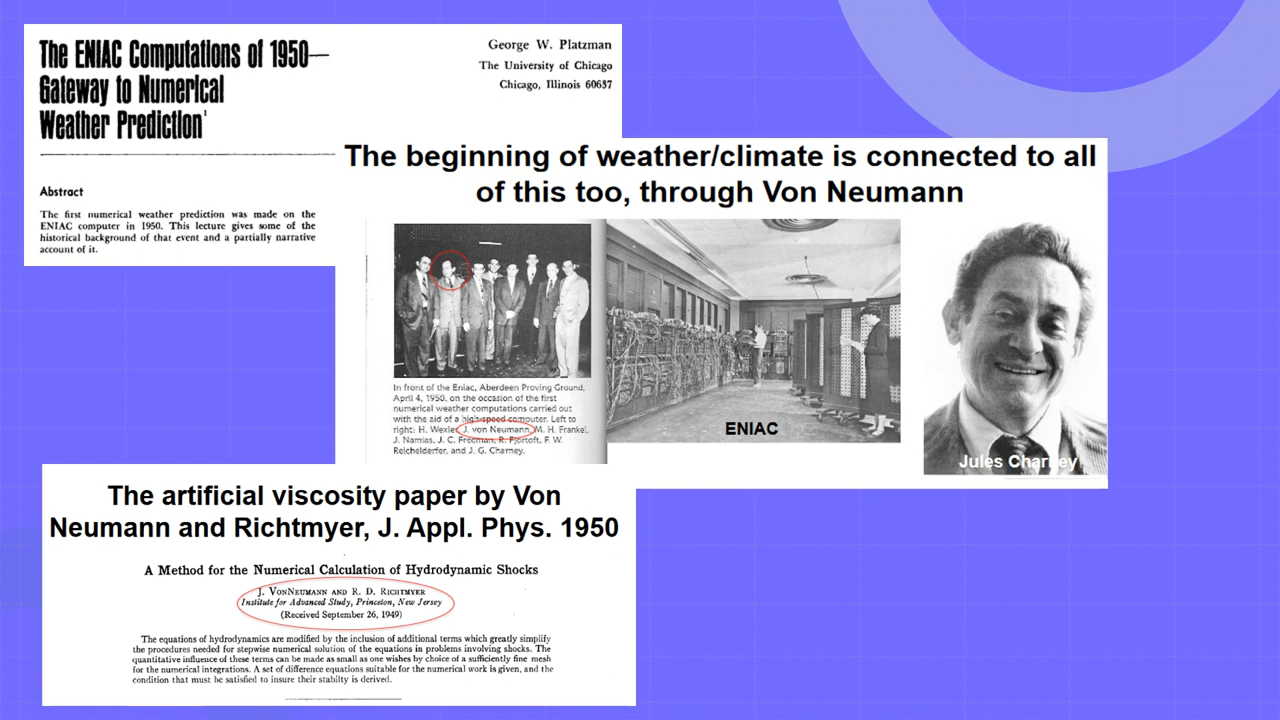 The ENIAC Computations of 1950—
Gateway to Numerical
Weather Prediction¹
George W. Platzman
The University of Chicago
Chicago, Illinois 60637
Abstract
The first numerical weather prediction was made on the
ENIAC computer in 1950. This lecture gives some of the
historical background of that event and a partially narrative
account of it.
The beginning of weather/climate is connected to all
of this too, through Von Neumann
In front of the Eniac, Aberdeen Proving Ground,
April 4, 1950, on the occasion of the first
numerical weather computations carried out
with the aid of a high-speed computer. Left to
right: H. Wexler, J. von Neumann, M. H. Frankel,
J. Namias, J. C. Freeman, R. Fjortoft, F. W.
Reichelderfer, and J. G. Charney.
ENIAC
Jules Charney
The artificial viscosity paper by Von
Neumann and Richtmyer, J. Appl. Phys. 1950
A Method for the Numerical Calculation of Hydrodynamic Shocks
J. VonNeumann and R. D. Richtmyer
Institute for Advanced Study, Princeton, New Jersey
(Received September 26, 1949)
The equations of hydrodynamics are modified by the inclusion of additional terms which greatly simplify
the procedures needed for stepwise numerical solution of the equations in problems involving shocks. The
quantitative influence of these terms can be made as small as one wishes by choice of a sufficiently fine mesh
for the numerical integrations. A set of difference equations suitable for the numerical work is given, and the
condition that must be satisfied to insure their stabilty is derived.